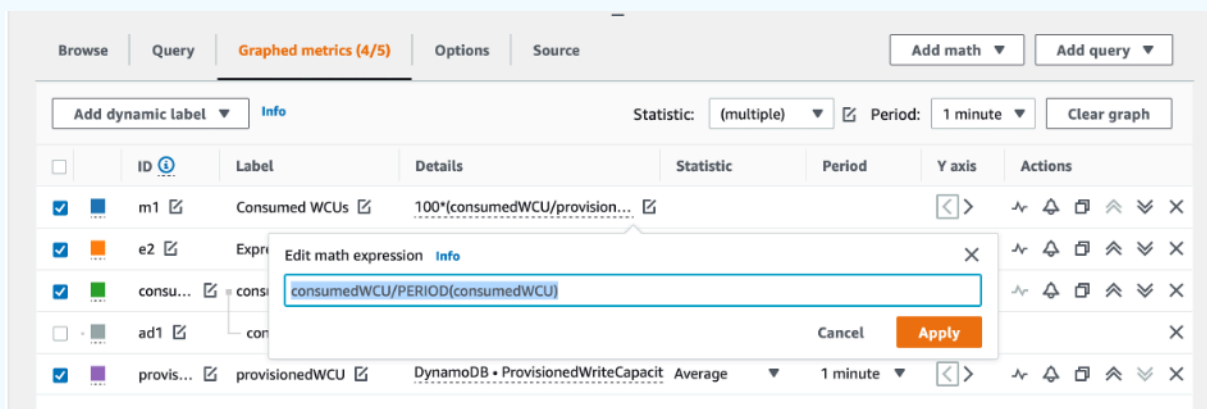 Browse Query Graphed metrics (4/5) Options Source Add math Add query
Add dynamic label Info Statistic: (multiple) Period: 1 minute Clear graph
ID Label Details Statistic Period Y axis Actions
m1 Consumed WCUs 100*(consumedWCU/provision...
e2 Expre
Edit math expression Info
consu... cons
consumedWCU/PERIOD(consumedWCU)
ad1 con
Cancel Apply
provis... provisionedWCU DynamoDB • ProvisionedWriteCapacit Average 1 minute